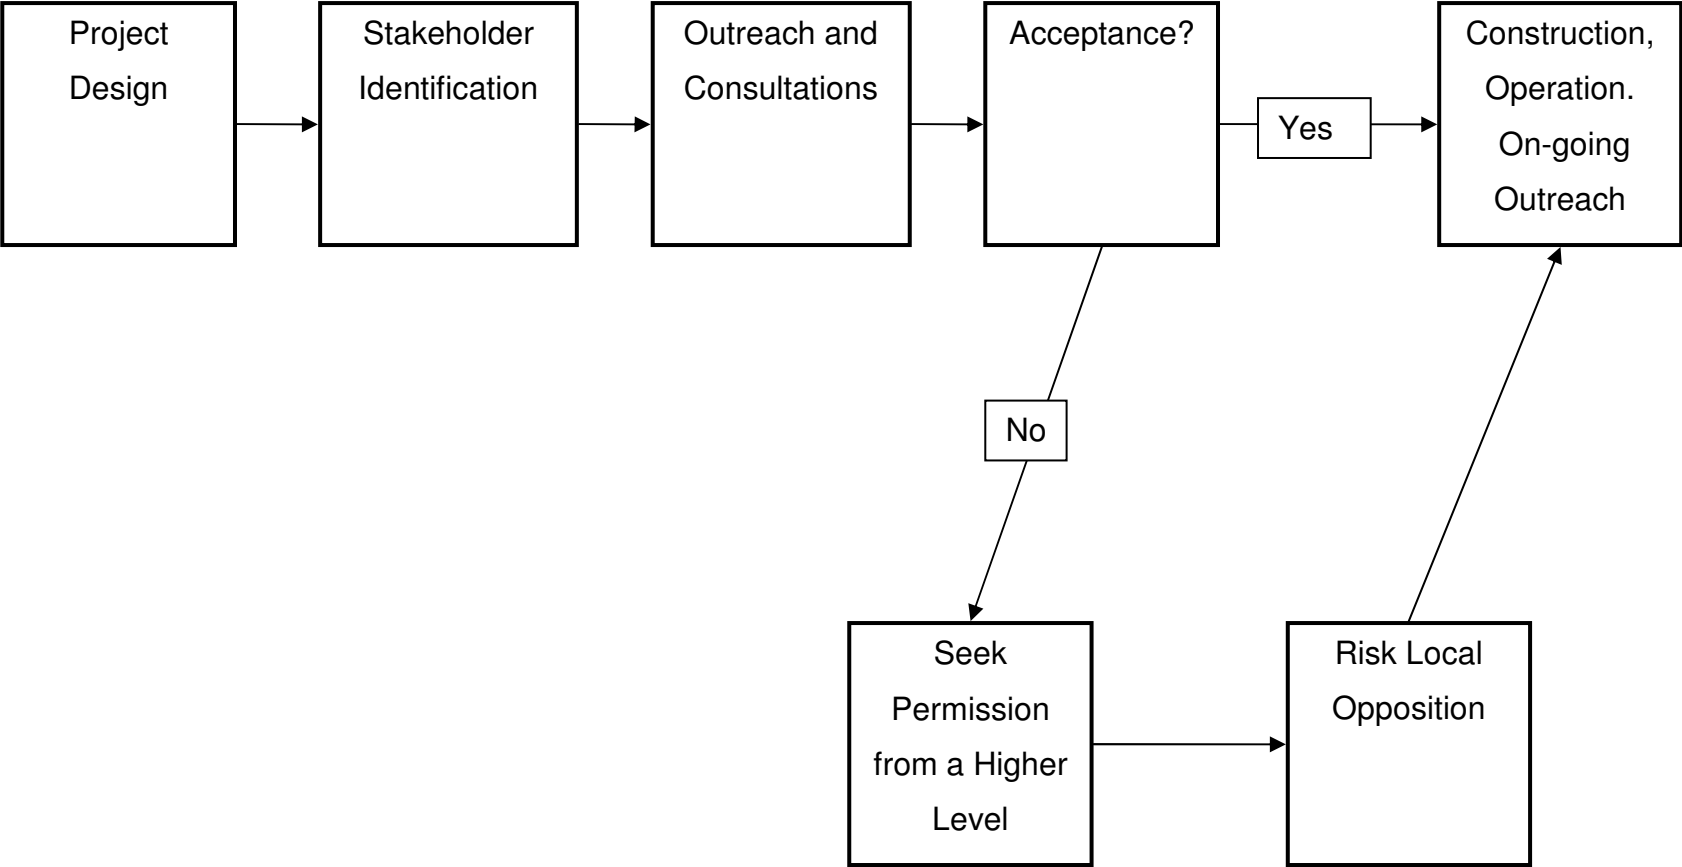 Project
Design
Stakeholder
Identification
Outreach and
Consultations
Acceptance?
Yes
Construction,
Operation.
On-going
Outreach
No
Seek
Permission
from a Higher
Level
Risk Local
Opposition